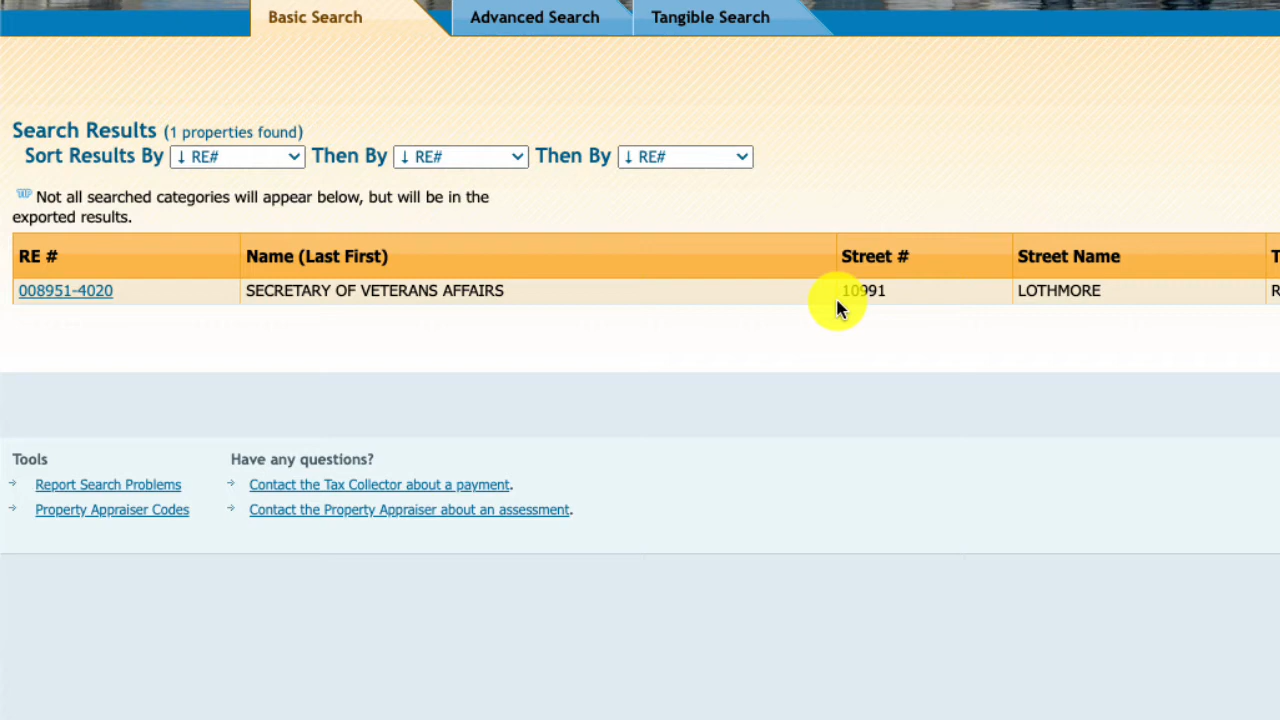 Basic Search Advanced Search Tangible Search
Search Results (1 properties found)
Sort Results By ↓ RE# Then By ↓ RE# Then By ↓ RE#
TIP Not all searched categories will appear below, but will be in the
exported results.
RE # Name (Last First) Street # Street Name T
008951-4020 SECRETARY OF VETERANS AFFAIRS 10991 LOTHMORE R
Tools Have any questions?
Report Search Problems Contact the Tax Collector about a payment.
Property Appraiser Codes Contact the Property Appraiser about an assessment.